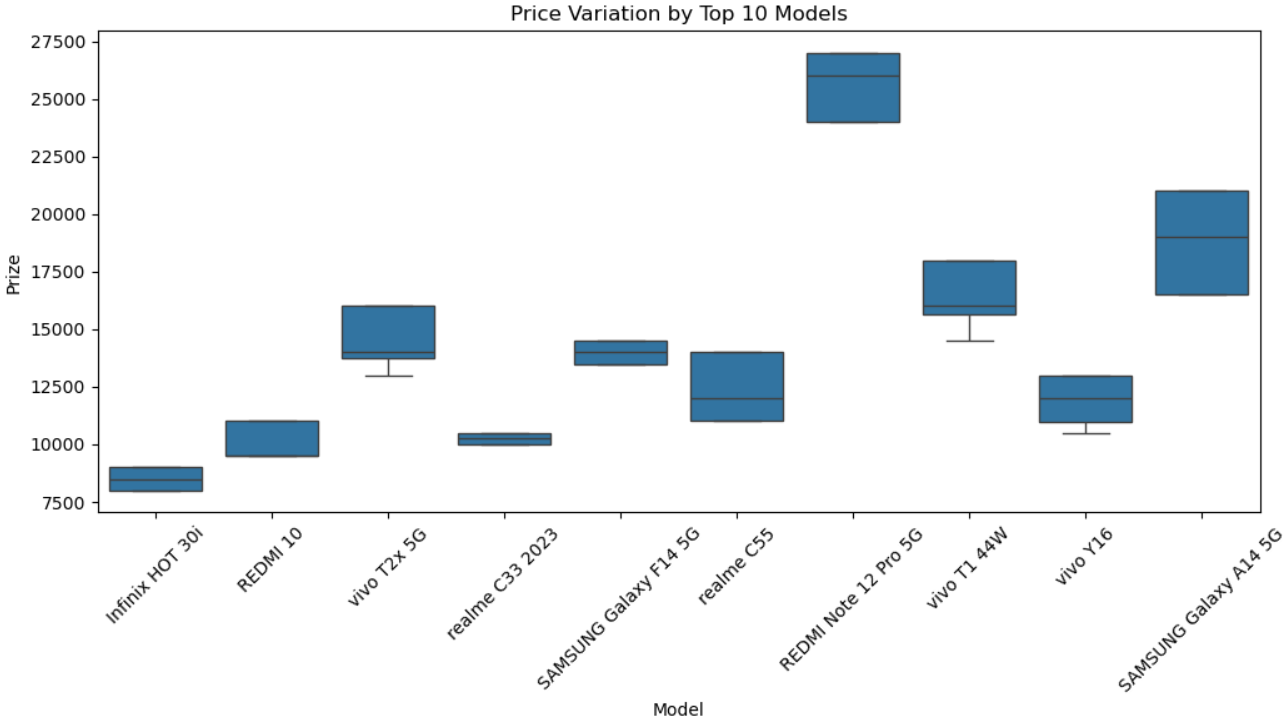 Price Variation by Top 10 Models
27500
25000
22500
20000
17500
15000
12500
10000
7500
Prize
Infinix HOT 30i
REDMI 10
vivo T2x 5G
realme C33 2023
SAMSUNG Galaxy F14 5G
realme C55
REDMI Note 12 Pro 5G
vivo T1 44W
vivo Y16
SAMSUNG Galaxy A14 5G
Model